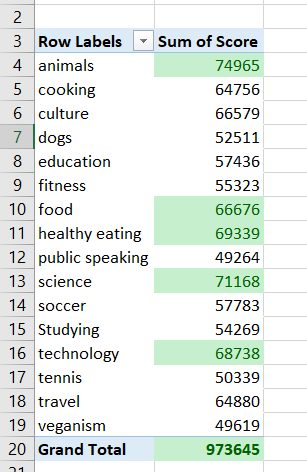 2
3 Row Labels Sum of Score
4 animals 74965
5 cooking 64756
6 culture 66579
7 dogs 52511
8 education 57436
9 fitness 55323
10 food 66676
11 healthy eating 69339
12 public speaking 49264
13 science 71168
14 soccer 57783
15 Studying 54269
16 technology 68738
17 tennis 50339
18 travel 64880
19 veganism 49619
20 Grand Total 973645